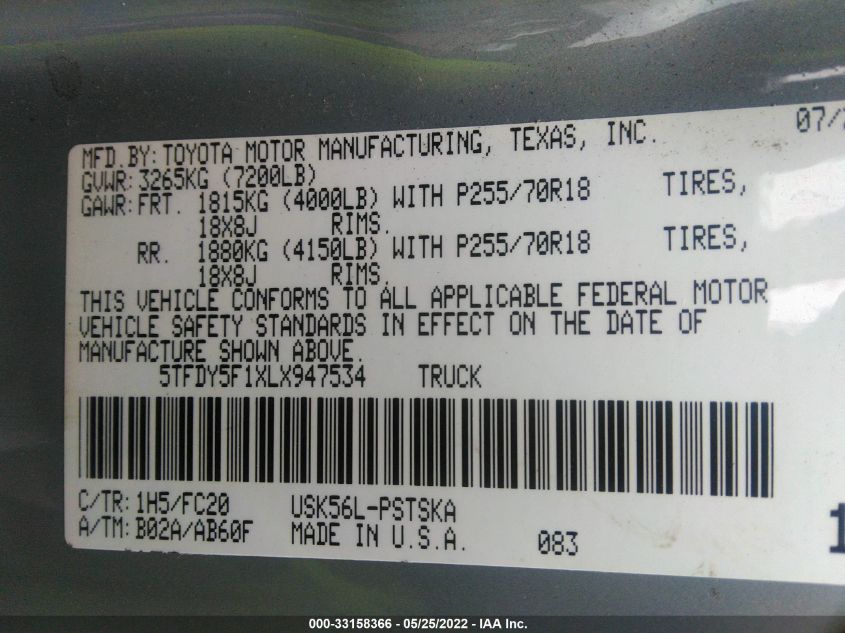 07/2
MFD.BY: TOYOTA MOTOR MANUFACTURING, TEXAS, INC.
GVWR: 3265KG (7200LB)
GAWR: FRT. 1815KG (4000LB) WITH P255/70R18 TIRES,
18X8J RIMS.
RR. 1880KG (4150LB) WITH P255/70R18 TIRES,
18X8J RIMS.
THIS VEHICLE CONFORMS TO ALL APPLICABLE FEDERAL MOTOR
VEHICLE SAFETY STANDARDS IN EFFECT ON THE DATE OF
MANUFACTURE SHOWN ABOVE.
5TFDY5F1XLX947534 TRUCK
C/TR: 1H5/FC20 USK56L-PSTSKA
A/TM: B02A/AB60F MADE IN U.S.A. 083
1
000-33158366 - 05/25/2022 - IAA Inc.